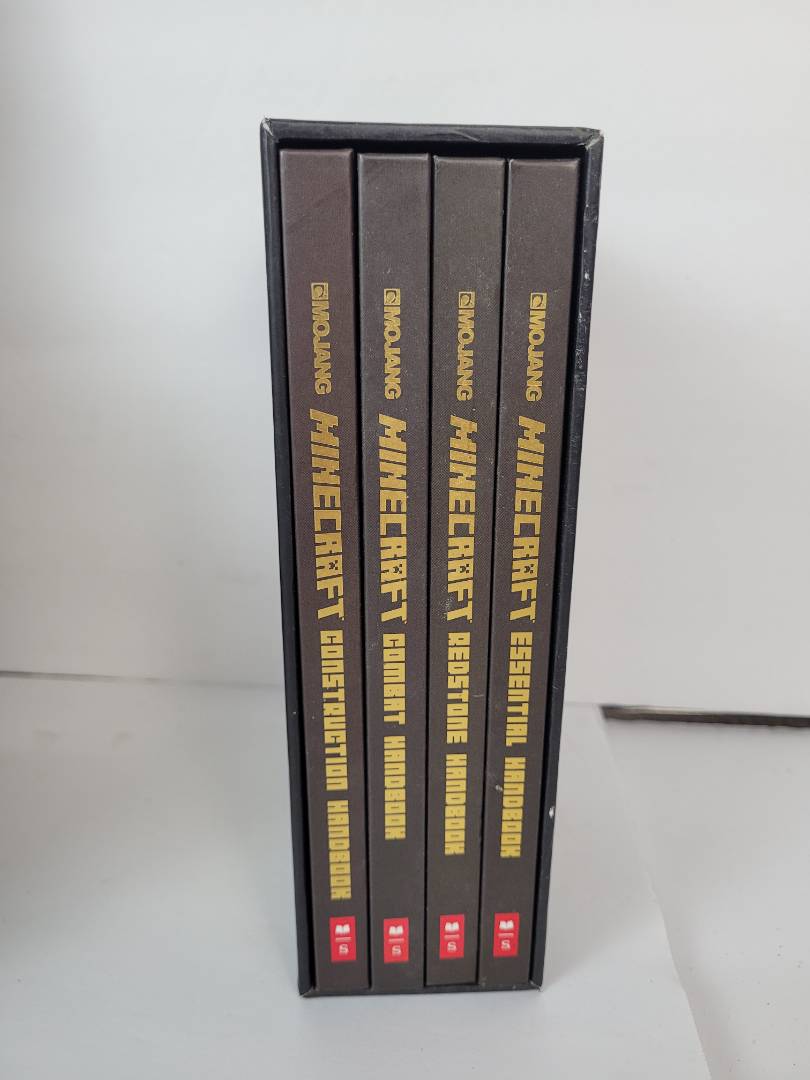 MOJANG MINECRAFT CONSTRUCTION HANDBOOK S
MOJANG MINECRAFT COMBAT HANDBOOK S
MOJANG MINECRAFT REDSTONE HANDBOOK S
MOJANG MINECRAFT ESSENTIAL HANDBOOK S